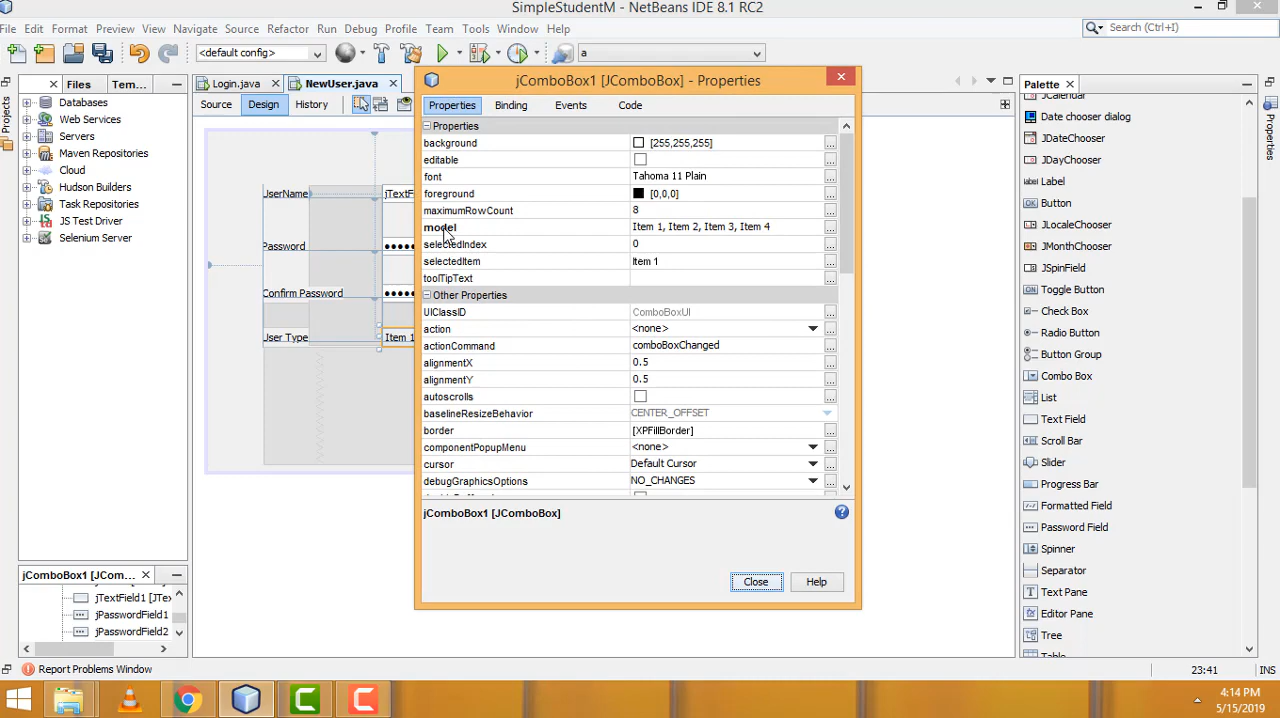 SimpleStudentM - NetBeans IDE 8.1 RC2
File Edit View Navigate Source Refactor Run Debug Profile Team Tools Window Help
Search (Ctrl+I)
<default config>
a
Files
Tem...
Login.java
NewUser.java
Source Design History
Projects
Databases
Web Services
Servers
Maven Repositories
Cloud
Hudson Builders
Task Repositories
JS Test Driver
Selenium Server
UserName
jTextF
Password
Confirm Password
User Type
Item 1
jComboBox1 [JComboBox] - Properties
Properties Binding Events Code
Properties
background [255,255,255]
editable
font Tahoma 11 Plain
foreground [0,0,0]
maximumRowCount 8
model Item 1, Item 2, Item 3, Item 4
selectedIndex 0
selectedItem Item 1
toolTipText
Other Properties
UIClassID ComboBoxUI
action <none>
actionCommand comboBoxChanged
alignmentX 0.5
alignmentY 0.5
autoscrolls
baselineResizeBehavior CENTER_OFFSET
border [XPFillBorder]
componentPopupMenu <none>
cursor Default Cursor
debugGraphicsOptions NO_CHANGES
jComboBox1 [JComboBox]
Close Help
Palette
JCalendar
Date chooser dialog
JDateChooser
JDayChooser
Label
Button
JLocaleChooser
JMonthChooser
JSpinField
Toggle Button
Check Box
Radio Button
Button Group
Combo Box
List
Text Field
Scroll Bar
Slider
Progress Bar
Formatted Field
Password Field
Spinner
Separator
Text Pane
Editor Pane
Tree
Table
Properties
jComboBox1 [JCom...
jTextField1 [JTex
jPasswordField1
jPasswordField2
Report Problems Window
23:41
INS
4:14 PM
5/15/2019